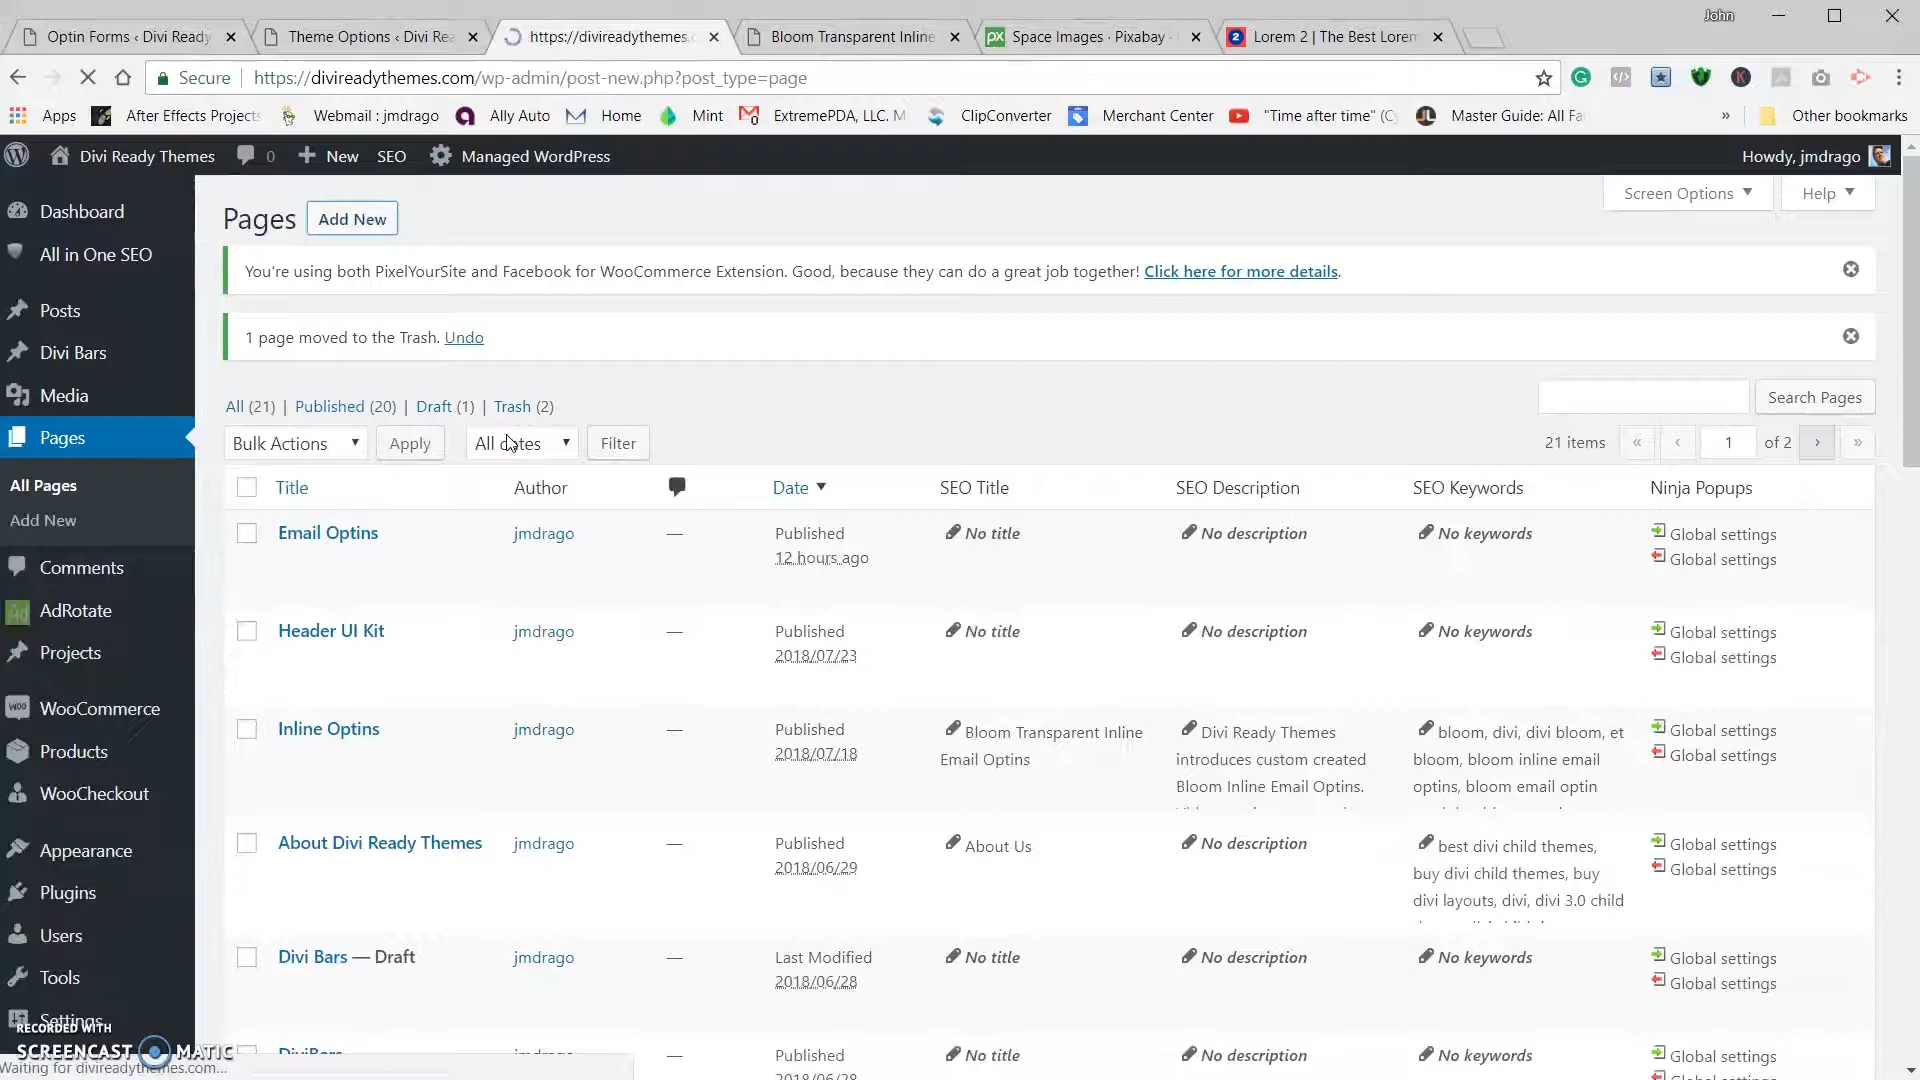 John
Optin Forms ‹ Divi Ready
Theme Options ‹ Divi Re
https://divireadythemes.
Bloom Transparent Inline
Space Images · Pixabay ·
Lorem 2 | The Best Lorem
Secure
https://divireadythemes.com/wp-admin/post-new.php?post_type=page
Apps
After Effects Projects
Webmail : jmdrago
Ally Auto
Home
Mint
ExtremePDA, LLC. M
ClipConverter
Merchant Center
"Time after time" (C
Master Guide: All Fa
»
Other bookmarks
Divi Ready Themes
0
New
SEO
Managed WordPress
Howdy, jmdrago
Dashboard
All in One SEO
Posts
Divi Bars
Media
Pages
All Pages
Add New
Comments
AdRotate
Projects
WooCommerce
Products
WooCheckout
Appearance
Plugins
Users
Tools
Settings
Screen Options
Help
Pages
Add New
You're using both PixelYourSite and Facebook for WooCommerce Extension. Good, because they can do a great job together! Click here for more details.
1 page moved to the Trash. Undo
All (21) | Published (20) | Draft (1) | Trash (2)
Search Pages
Bulk Actions
Apply
All dates
Filter
21 items
«
‹
1
of 2
›
»
Title
Author
Date
SEO Title
SEO Description
SEO Keywords
Ninja Popups
Email Optins
jmdrago
—
Published
12 hours ago
No title
No description
No keywords
Global settings
Global settings
Header UI Kit
jmdrago
—
Published
2018/07/23
No title
No description
No keywords
Global settings
Global settings
Inline Optins
jmdrago
—
Published
2018/07/18
Bloom Transparent Inline
Email Optins
Divi Ready Themes
introduces custom created
Bloom Inline Email Optins.
bloom, divi, divi bloom, et
bloom, bloom inline email
optins, bloom email optin
Global settings
Global settings
About Divi Ready Themes
jmdrago
—
Published
2018/06/29
About Us
No description
best divi child themes,
buy divi child themes, buy
divi layouts, divi, divi 3.0 child
Global settings
Global settings
Divi Bars — Draft
jmdrago
—
Last Modified
2018/06/28
No title
No description
No keywords
Global settings
Global settings
DiviBars
jmdrago
—
Published
2018/06/28
No title
No description
No keywords
Global settings
Global settings
RECORDED WITH
SCREENCAST MATIC
Waiting for divireadythemes.com...